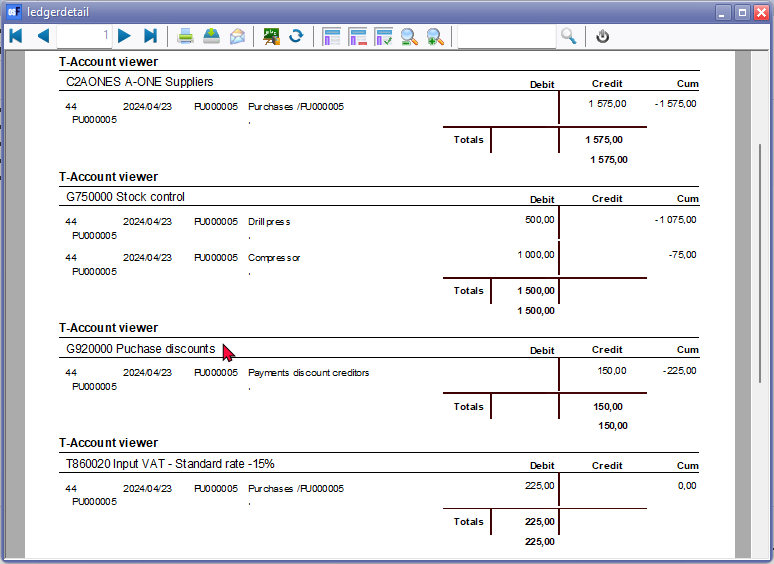 ledgerdetail
1
T-Account viewer
C2AONES A-ONE Suppliers Debit Credit Cum
44 2024/04/23 PU000005 Purchases /PU000005 1 575,00 -1 575,00
PU000005 .
Totals 1 575,00
1 575,00
T-Account viewer
G750000 Stock control Debit Credit Cum
44 2024/04/23 PU000005 Drill press 500,00 -1 075,00
PU000005 .
44 2024/04/23 PU000005 Compressor 1 000,00 -75,00
PU000005 .
Totals 1 500,00
1 500,00
T-Account viewer
G920000 Puchase discounts Debit Credit Cum
44 2024/04/23 PU000005 Payments discount creditors 150,00 -225,00
PU000005 .
Totals 150,00
150,00
T-Account viewer
T860020 Input VAT - Standard rate -15% Debit Credit Cum
44 2024/04/23 PU000005 Purchases /PU000005 225,00 0,00
PU000005 .
Totals 225,00
225,00